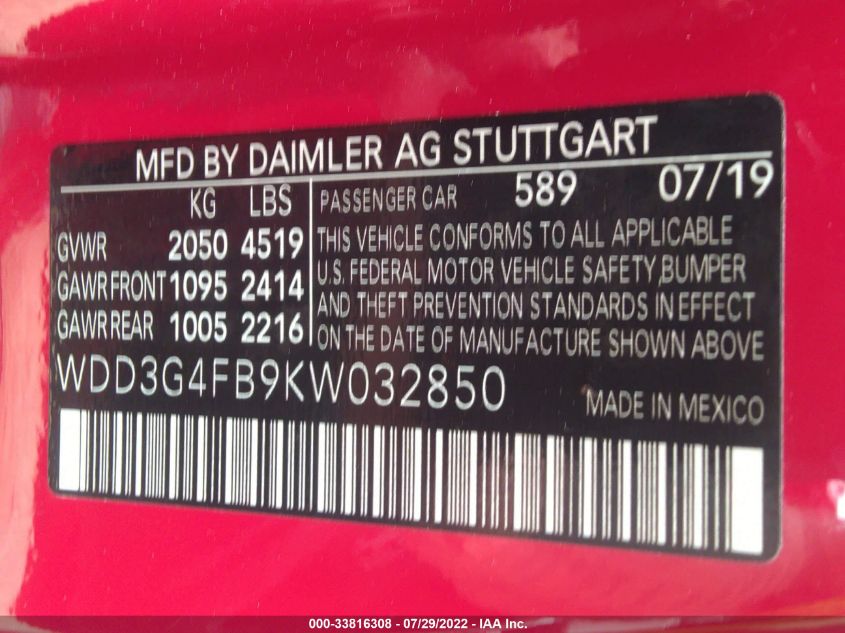 MFD BY DAIMLER AG STUTTGART
KG LBS PASSENGER CAR 589 07/19
GVWR 2050 4519 THIS VEHICLE CONFORMS TO ALL APPLICABLE
GAWR FRONT 1095 2414 U.S. FEDERAL MOTOR VEHICLE SAFETY, BUMPER
GAWR REAR 1005 2216 AND THEFT PREVENTION STANDARDS IN EFFECT
ON THE DATE OF MANUFACTURE SHOWN ABOVE
WDD3G4FB9KW032850 MADE IN MEXICO
000-33816308 - 07/29/2022 - IAA Inc.